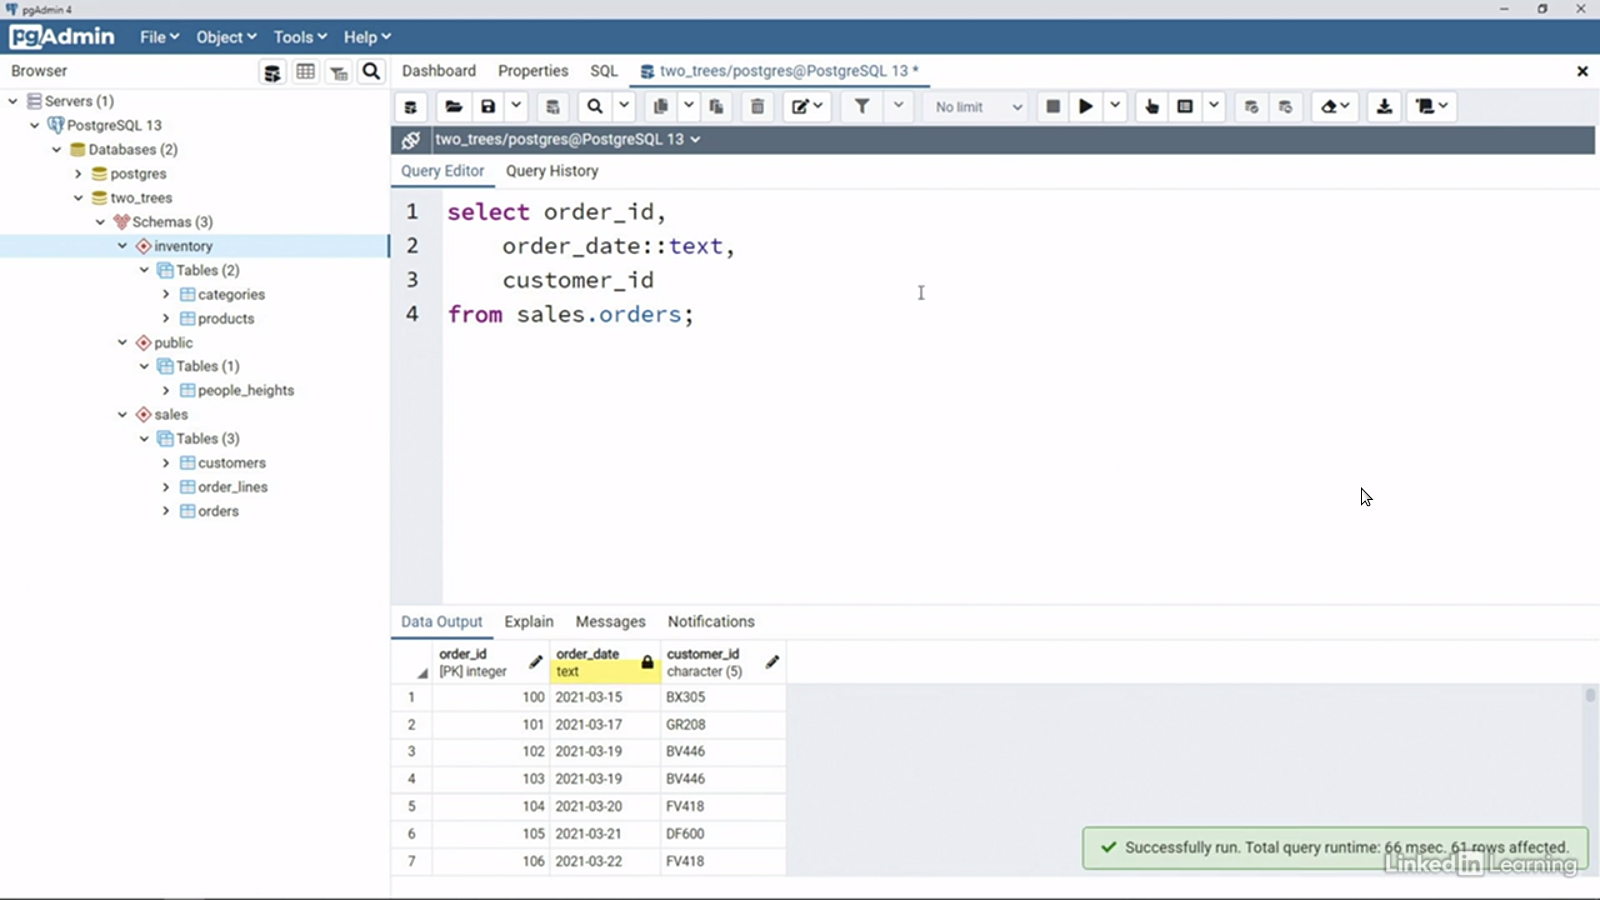 pgAdmin 4
pgAdmin File Object Tools Help
Browser
Dashboard Properties SQL two_trees/postgres@PostgreSQL 13 *
No limit
two_trees/postgres@PostgreSQL 13
Query Editor Query History
Servers (1)
PostgreSQL 13
Databases (2)
postgres
two_trees
Schemas (3)
inventory
Tables (2)
categories
products
public
Tables (1)
people_heights
sales
Tables (3)
customers
order_lines
orders
1 select order_id,
2 order_date::text,
3 customer_id
4 from sales.orders;
Data Output Explain Messages Notifications
order_id order_date customer_id
[PK] integer text character (5)
1 100 2021-03-15 BX305
2 101 2021-03-17 GR208
3 102 2021-03-19 BV446
4 103 2021-03-19 BV446
5 104 2021-03-20 FV418
6 105 2021-03-21 DF600
7 106 2021-03-22 FV418
Successfully run. Total query runtime: 66 msec. 61 rows affected.
Linked in Learning